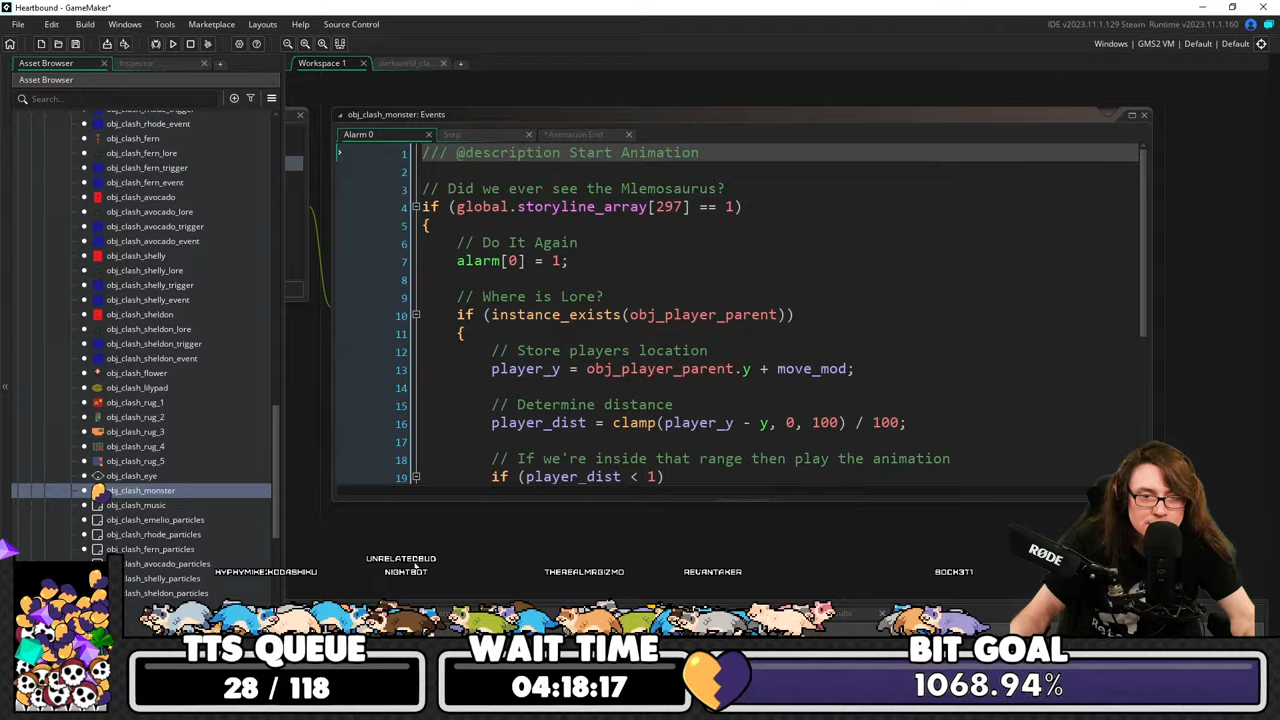 Heartbound* - GameMaker*
File Edit Build Windows Tools Marketplace Layouts Help Source Control
IDE v2023.11.1.129 Steam Runtime v2023.11.1.160
Windows | GMS2 VM | Default | Default
Asset Browser
Inspector
Workspace 1
darkworld_cla...
Asset Browser
Search...
obj_clash_rhode_trigger
obj_clash_rhode_event
obj_clash_fern
obj_clash_fern_lore
obj_clash_fern_trigger
obj_clash_fern_event
obj_clash_avocado
obj_clash_avocado_lore
obj_clash_avocado_trigger
obj_clash_avocado_event
obj_clash_shelly
obj_clash_shelly_lore
obj_clash_shelly_trigger
obj_clash_shelly_event
obj_clash_sheldon
obj_clash_sheldon_lore
obj_clash_sheldon_trigger
obj_clash_sheldon_event
obj_clash_flower
obj_clash_lilypad
obj_clash_rug_1
obj_clash_rug_2
obj_clash_rug_3
obj_clash_rug_4
obj_clash_rug_5
obj_clash_eye
obj_clash_monster
obj_clash_music
obj_clash_emelio_particles
obj_clash_rhode_particles
obj_clash_fern_particles
obj_clash_avocado_particles
obj_clash_shelly_particles
obj_clash_sheldon_particles
obj_clash_monster: Events
Alarm 0
Step
*Animation End
1 /// @description Start Animation
2
3 // Did we ever see the Mlemosaurus?
4 if (global.storyline_array[297] == 1)
5 {
6 // Do It Again
7 alarm[0] = 1;
8
9 // Where is Lore?
10 if (instance_exists(obj_player_parent))
11 {
12 // Store players location
13 player_y = obj_player_parent.y + move_mod;
14
15 // Determine distance
16 player_dist = clamp(player_y - y, 0, 100) / 100;
17
18 // If we're inside that range then play the animation
19 if (player_dist < 1)
UNRELATEDBUD
NIGHTBOT
THEREALMRGIZMO
REVANTAKER
RØDE
TTS QUEUE
28 / 118
WAIT TIME
04:18:17
BIT GOAL
1068.94%